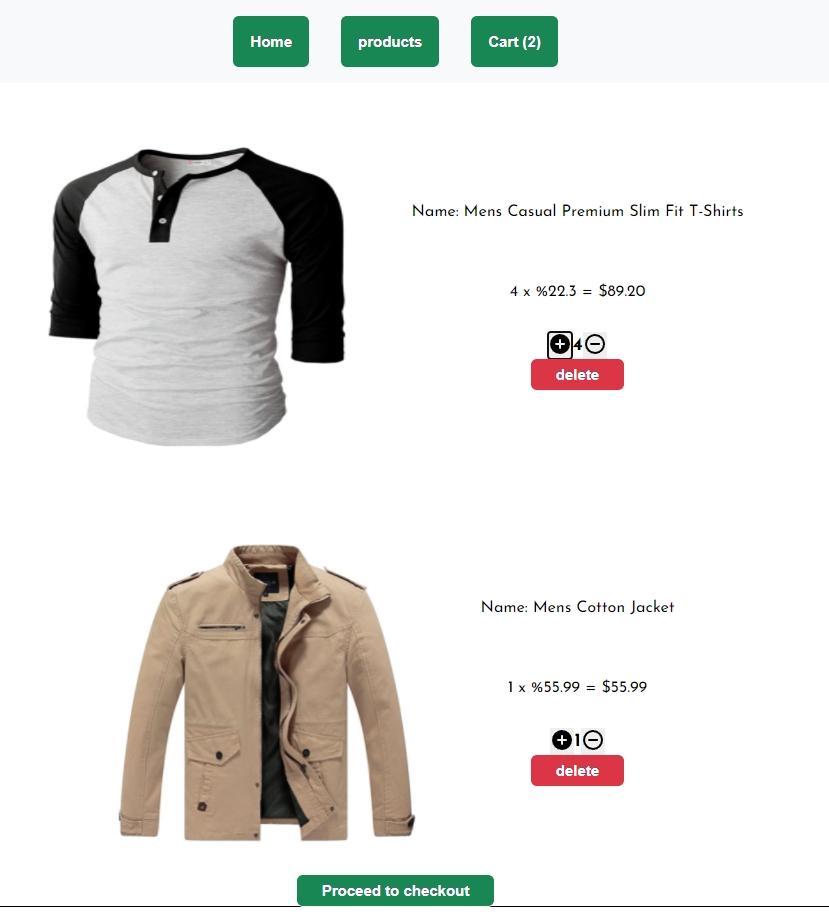 Home products Cart (2)
Name: Mens Casual Premium Slim Fit T-Shirts
4 x %22.3 = $89.20
4
delete
Name: Mens Cotton Jacket
1 x %55.99 = $55.99
1
delete
Proceed to checkout